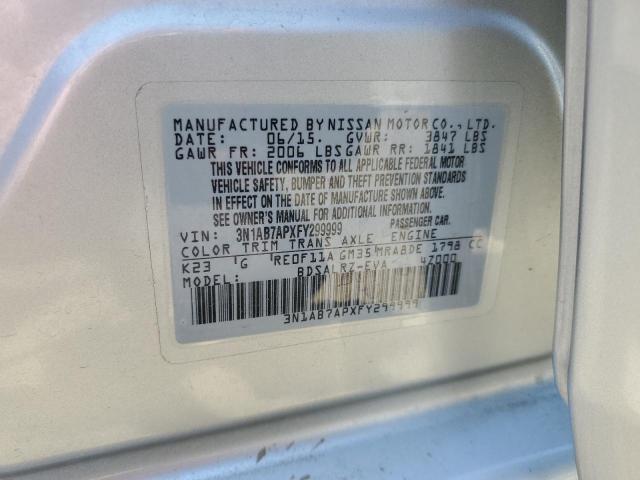 MANUFACTURED BY NISSAN MOTOR CO., LTD.
DATE: 06/15. GVWR: 3847 LBS
GAWR FR: 2006 LBS GAWR RR: 1841 LBS
THIS VEHICLE CONFORMS TO ALL APPLICABLE FEDERAL MOTOR
VEHICLE SAFETY, BUMPER AND THEFT PREVENTION STANDARDS
IN EFFECT ON THE DATE OF MANUFACTURE SHOWN ABOVE.
SEE OWNER'S MANUAL FOR ADDITIONAL INFORMATION.
VIN: 3N1AB7APXFY299999 PASSENGER CAR.
COLOR TRIM TRANS AXLE ENGINE
K23 G RE0F11A GM35 MRA8DE 1798 CC
MODEL: BDSALRZ-EVA 47000
3N1AB7APXFY299999